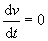 dv/dt = 0